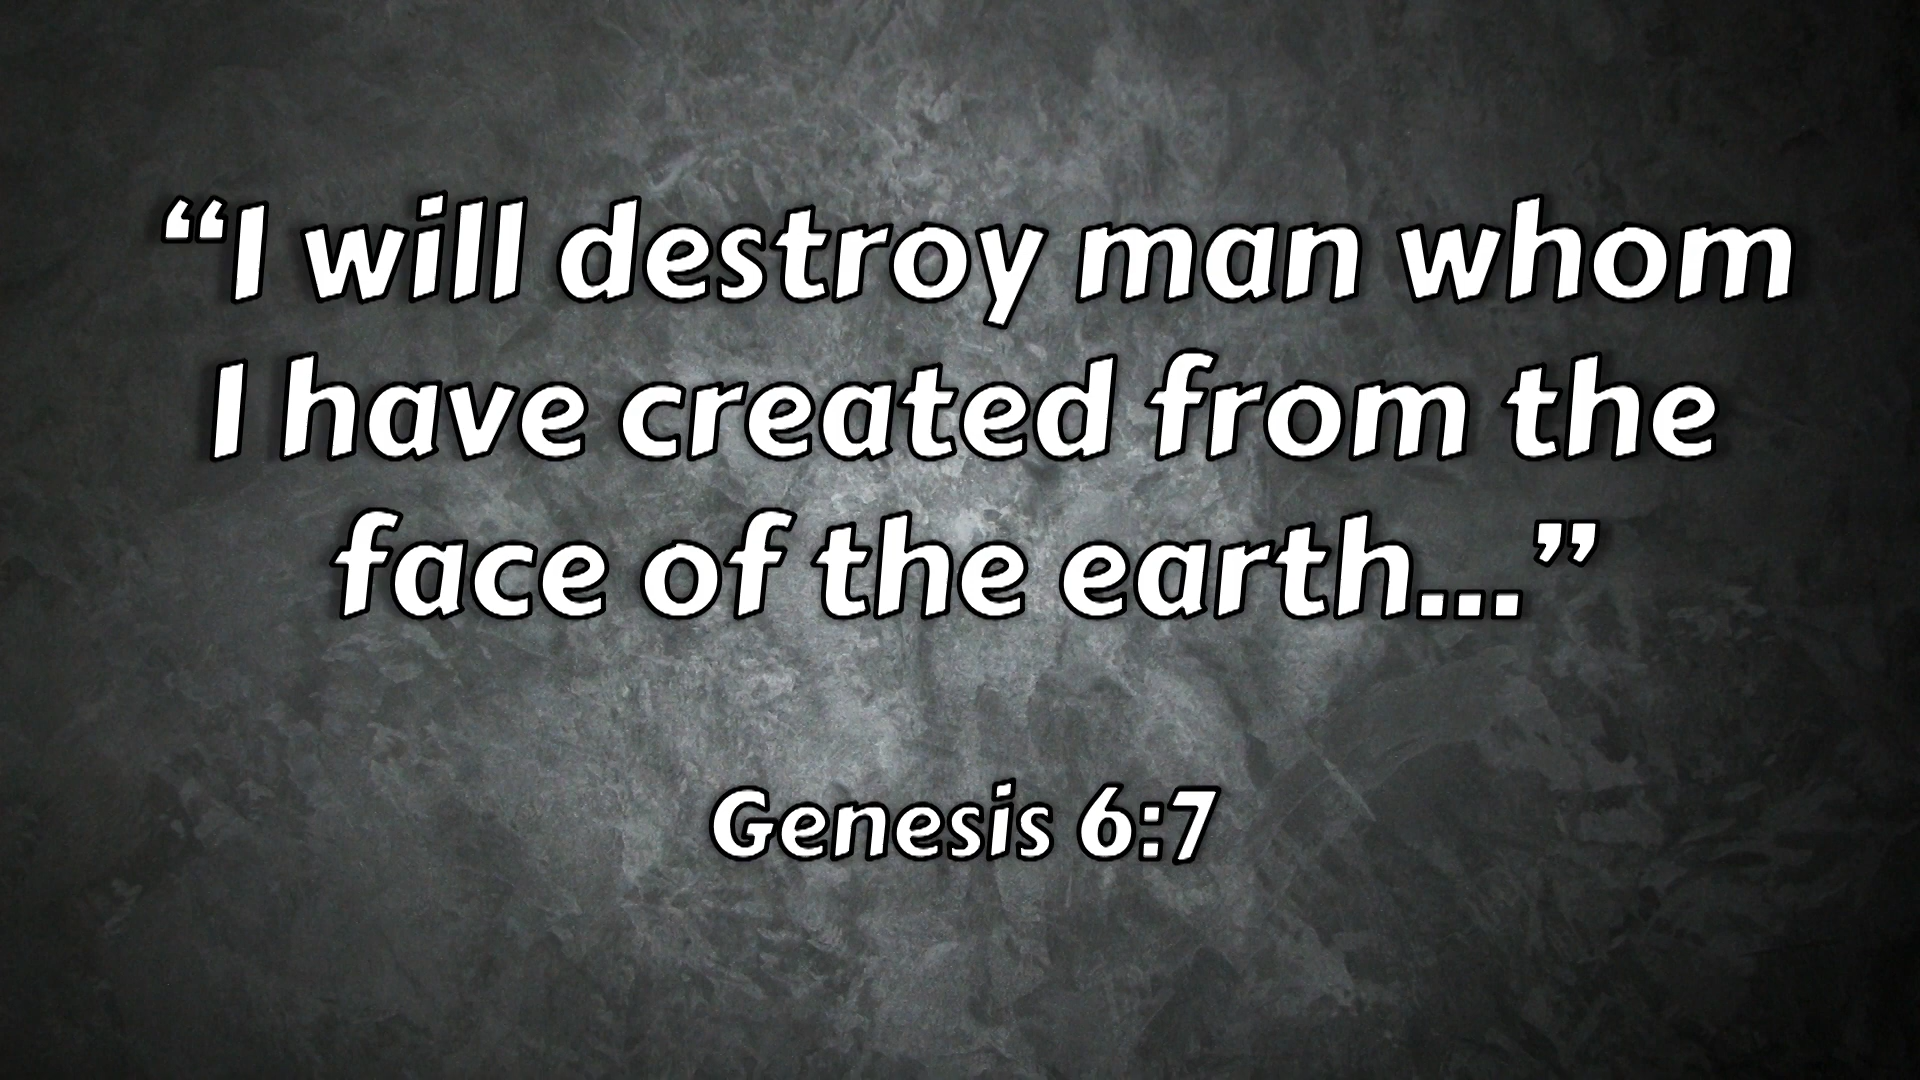 “I will destroy man whom
I have created from the
face of the earth...”
Genesis 6:7